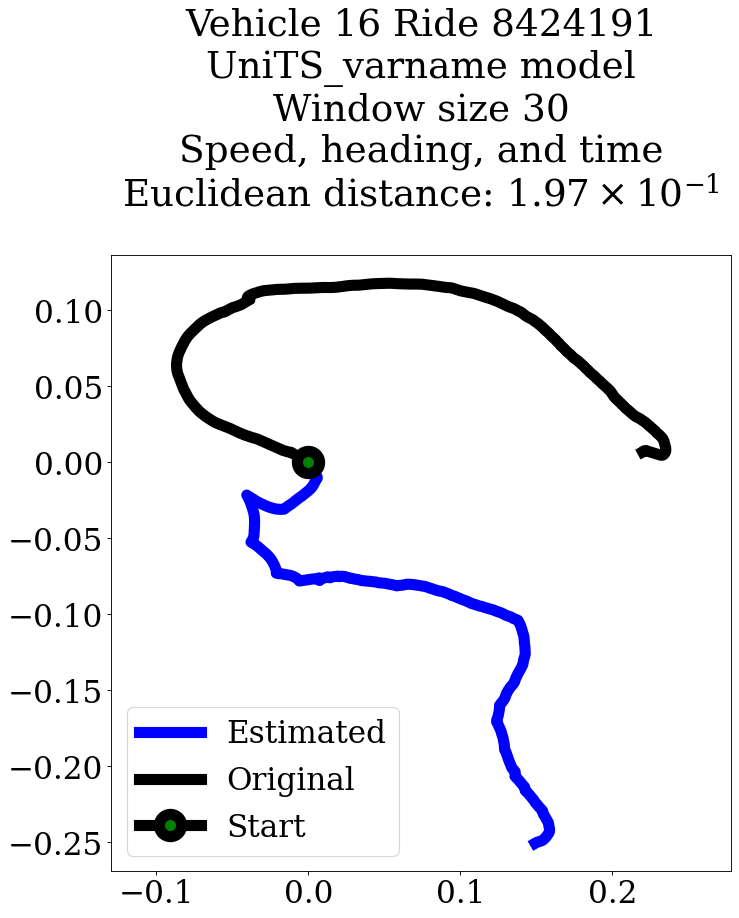 Vehicle 16 Ride 8424191
UniTS_varname model
Window size 30
Speed, heading, and time
Euclidean distance: 1.97 × 10⁻¹
0.10
0.05
0.00
−0.05
−0.10
−0.15
−0.20
−0.25
Estimated
Original
Start
−0.1
0.0
0.1
0.2